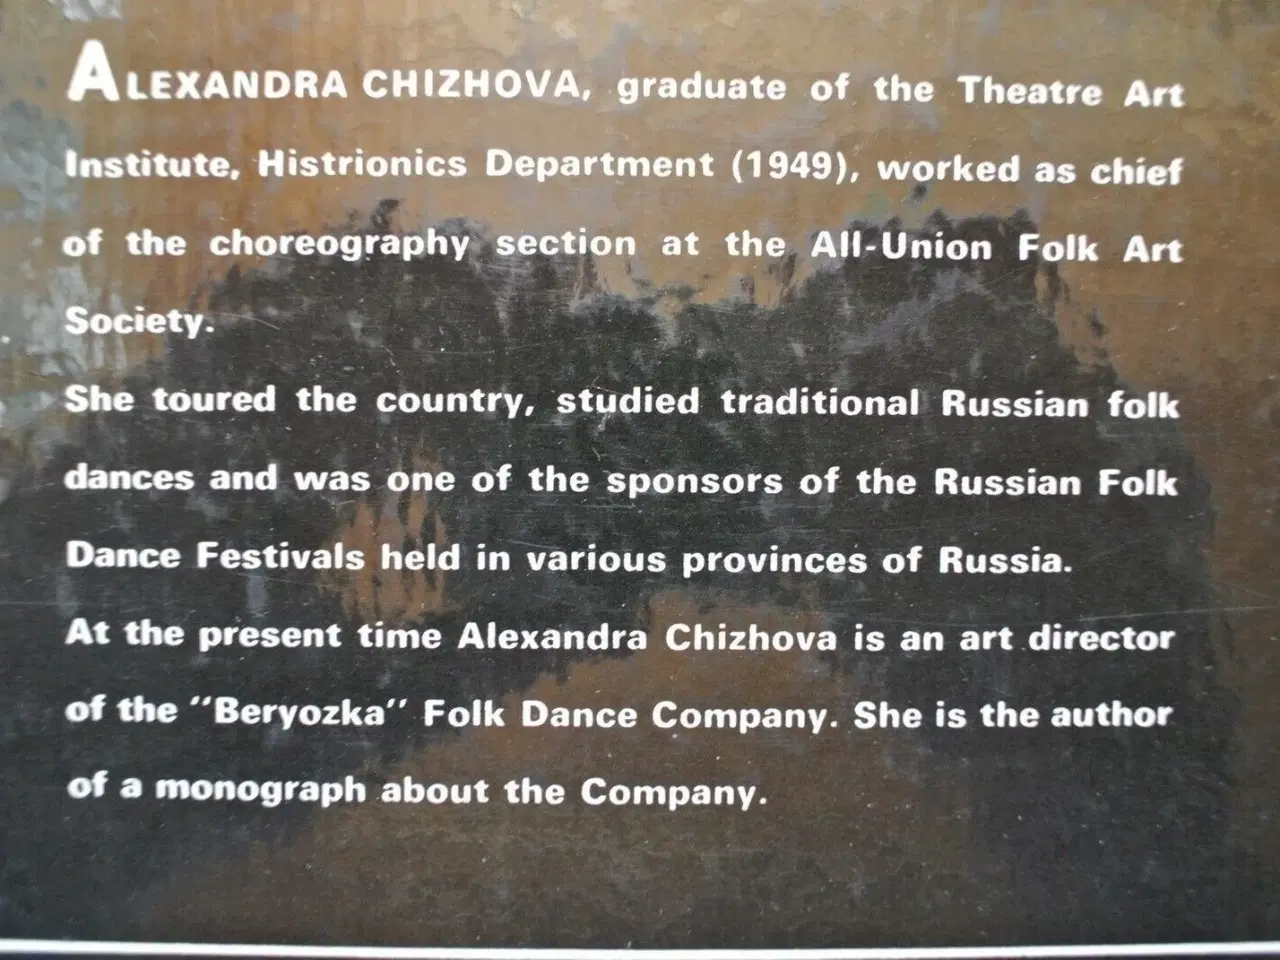 ALEXANDRA CHIZHOVA, graduate of the Theatre Art
Institute, Histrionics Department (1949), worked as chief
of the choreography section at the All-Union Folk Art
Society.
She toured the country, studied traditional Russian folk
dances and was one of the sponsors of the Russian Folk
Dance Festivals held in various provinces of Russia.
At the present time Alexandra Chizhova is an art director
of the "Beryozka" Folk Dance Company. She is the author
of a monograph about the Company.